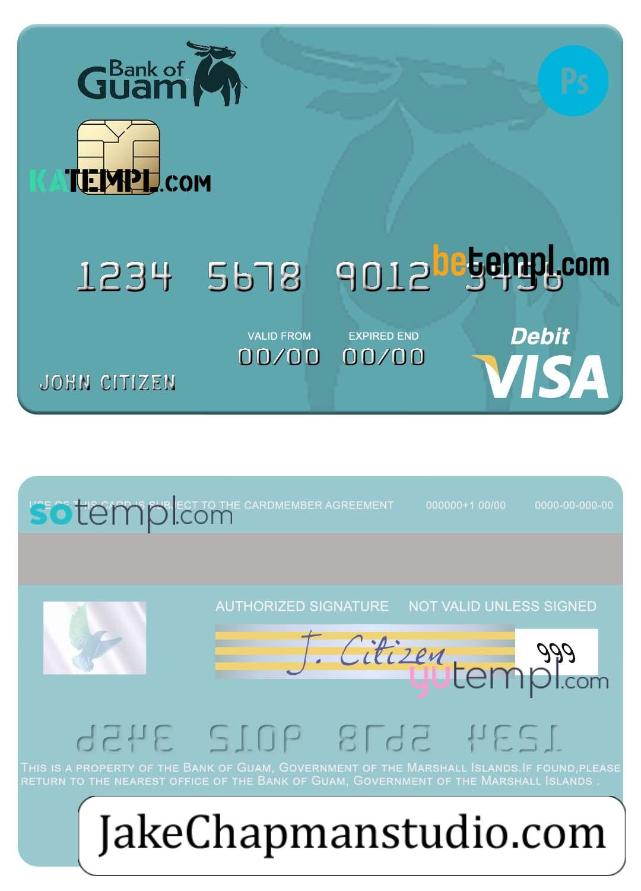 Bank of
Guam
Ps
KATEMPL.COM
1234 5678 9012 3456
betempl.com
VALID FROM EXPIRED END
00/00 00/00
Debit
VISA
JOHN CITIZEN
USE OF THIS CARD IS SUBJECT TO THE CARDMEMBER AGREEMENT 000000+1 00/00 0000-00-000-00
sotempl.com
AUTHORIZED SIGNATURE NOT VALID UNLESS SIGNED
J. Citizen 999
yutempl.com
THIS IS A PROPERTY OF THE BANK OF GUAM, GOVERNMENT OF THE MARSHALL ISLANDS.IF FOUND,PLEASE
RETURN TO THE NEAREST OFFICE OF THE BANK OF GUAM, GOVERNMENT OF THE MARSHALL ISLANDS .
JakeChapmanstudio.com